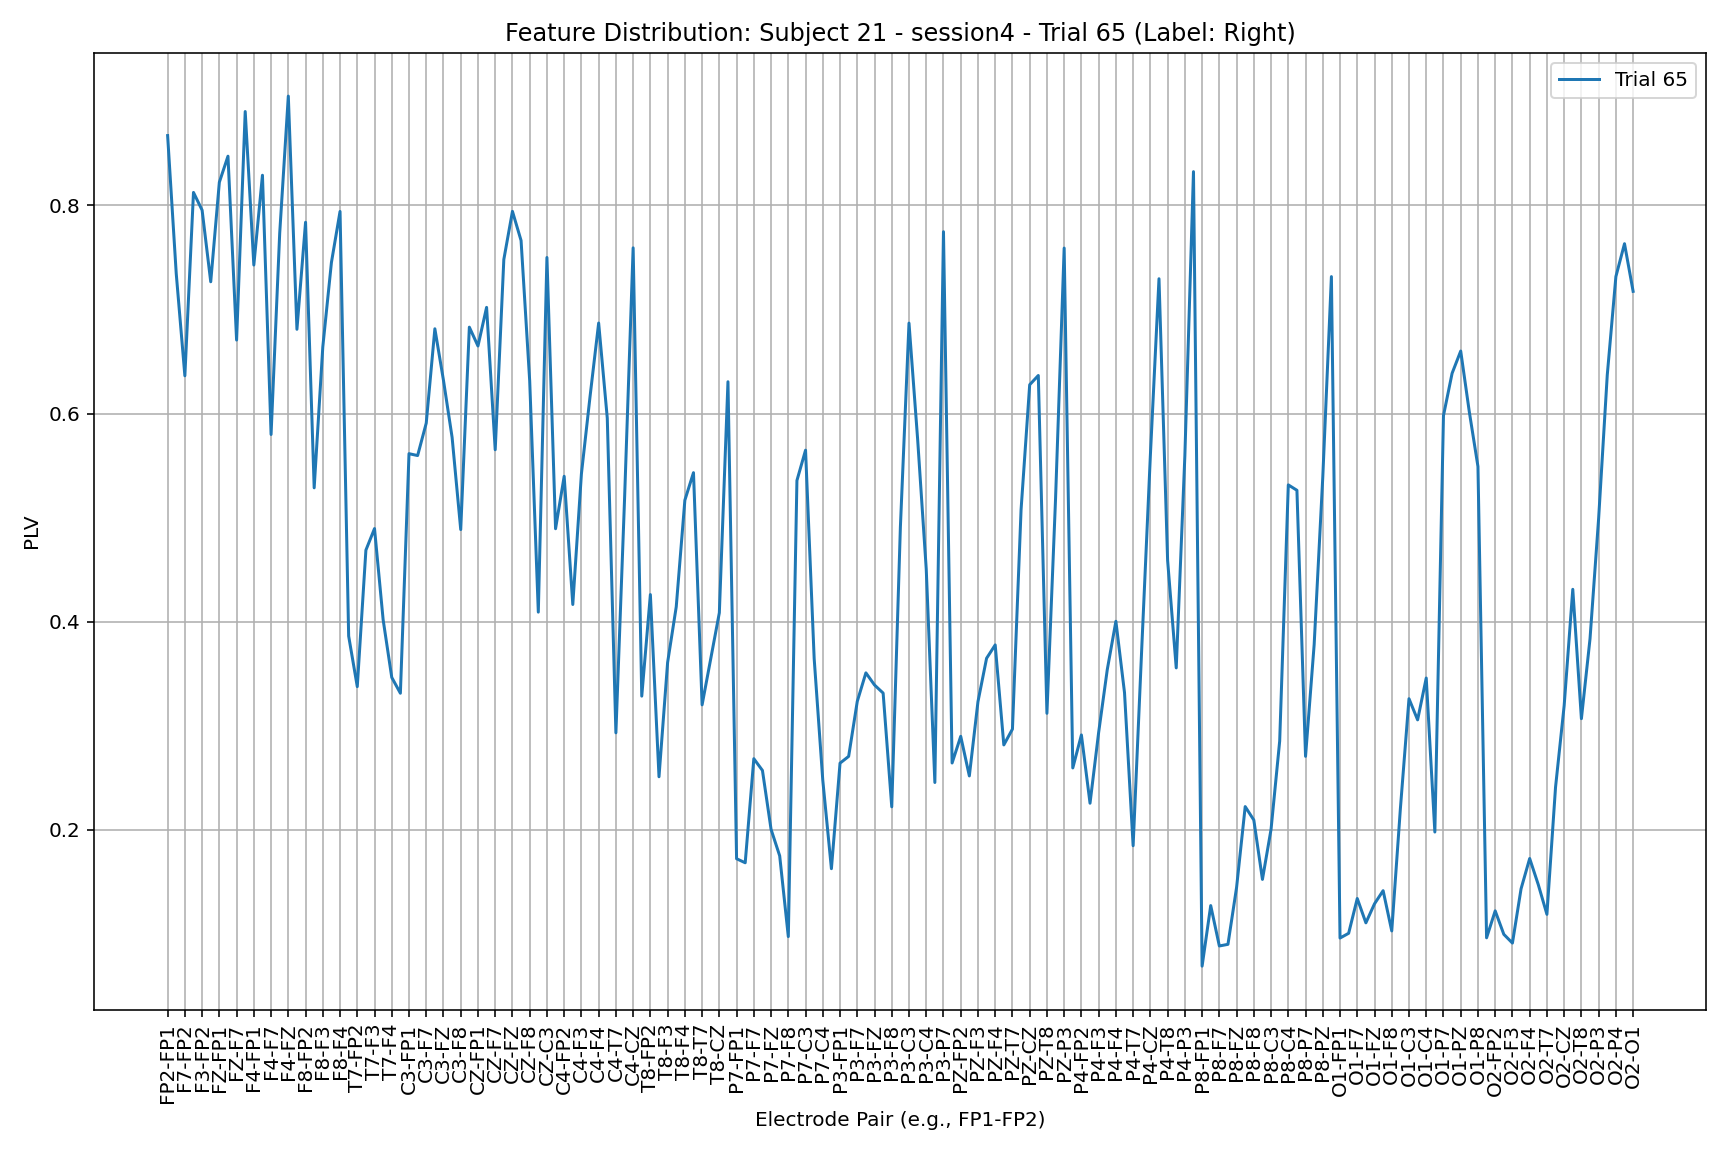 Feature Distribution: Subject 21 - session4 - Trial 65 (Label: Right)
Trial 65
PLV
0.8
0.6
0.4
0.2
FP2-FP1
F7-FP2
F3-FP2
FZ-FP1
FZ-F7
F4-FP1
F4-F7
F4-FZ
F8-FP2
F8-F3
F8-F4
T7-FP2
T7-F3
T7-F4
C3-FP1
C3-F7
C3-FZ
C3-F8
CZ-FP1
CZ-F7
CZ-FZ
CZ-F8
CZ-C3
C4-FP2
C4-F3
C4-F4
C4-T7
C4-CZ
T8-FP2
T8-F3
T8-F4
T8-T7
T8-CZ
P7-FP1
P7-F7
P7-FZ
P7-F8
P7-C3
P7-C4
P3-FP1
P3-F7
P3-FZ
P3-F8
P3-C3
P3-C4
P3-P7
PZ-FP2
PZ-F3
PZ-F4
PZ-T7
PZ-CZ
PZ-T8
PZ-P3
P4-FP2
P4-F3
P4-F4
P4-T7
P4-CZ
P4-T8
P4-P3
P8-FP1
P8-F7
P8-FZ
P8-F8
P8-C3
P8-C4
P8-P7
P8-PZ
O1-FP1
O1-F7
O1-FZ
O1-F8
O1-C3
O1-C4
O1-P7
O1-PZ
O1-P8
O2-FP2
O2-F3
O2-F4
O2-T7
O2-CZ
O2-T8
O2-P3
O2-P4
O2-O1
Electrode Pair (e.g., FP1-FP2)